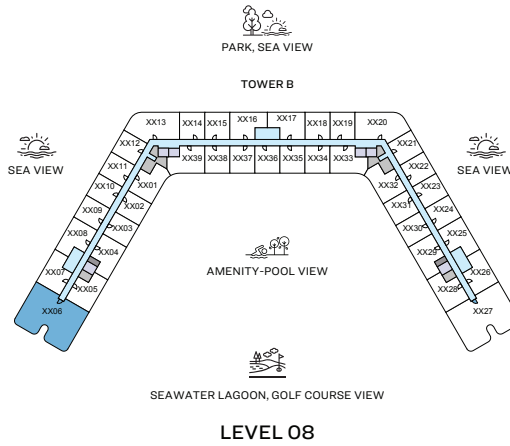 PARK, SEA VIEW
TOWER B
XX13
XX14
XX15
XX16
XX17
XX18
XX19
XX20
XX12
XX21
XX39
XX38
XX37
XX36
XX35
XX34
XX33
SEA VIEW
SEA VIEW
XX11
XX22
XX01
XX32
XX10
XX23
XX02
XX31
XX09
XX24
XX03
XX30
XX08
XX25
XX04
XX29
XX07
XX26
XX05
XX28
XX06
XX27
AMENITY-POOL VIEW
SEAWATER LAGOON, GOLF COURSE VIEW
LEVEL 08